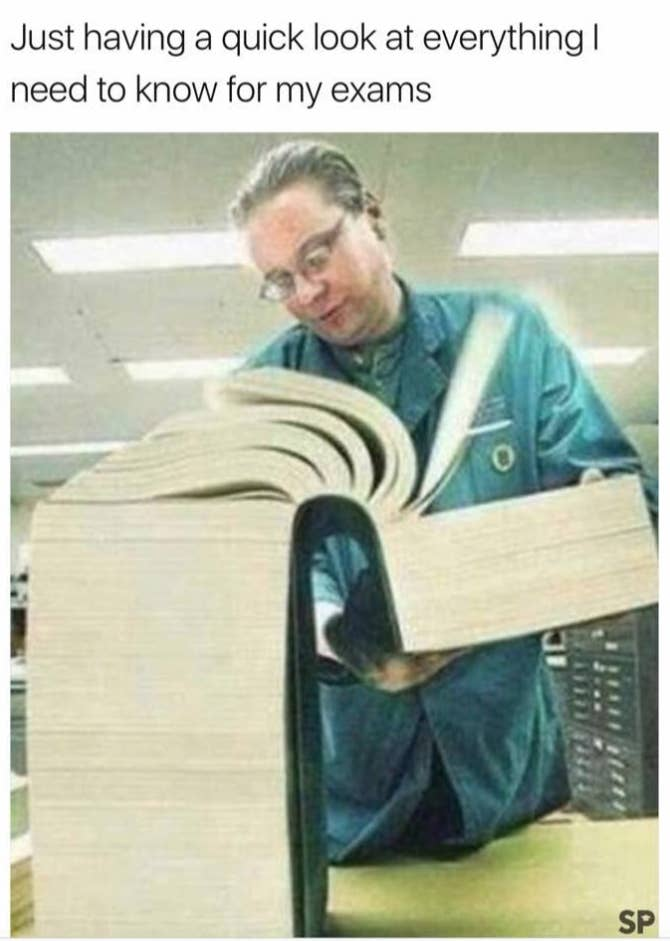 Just having a quick look at everything I
need to know for my exams
SP